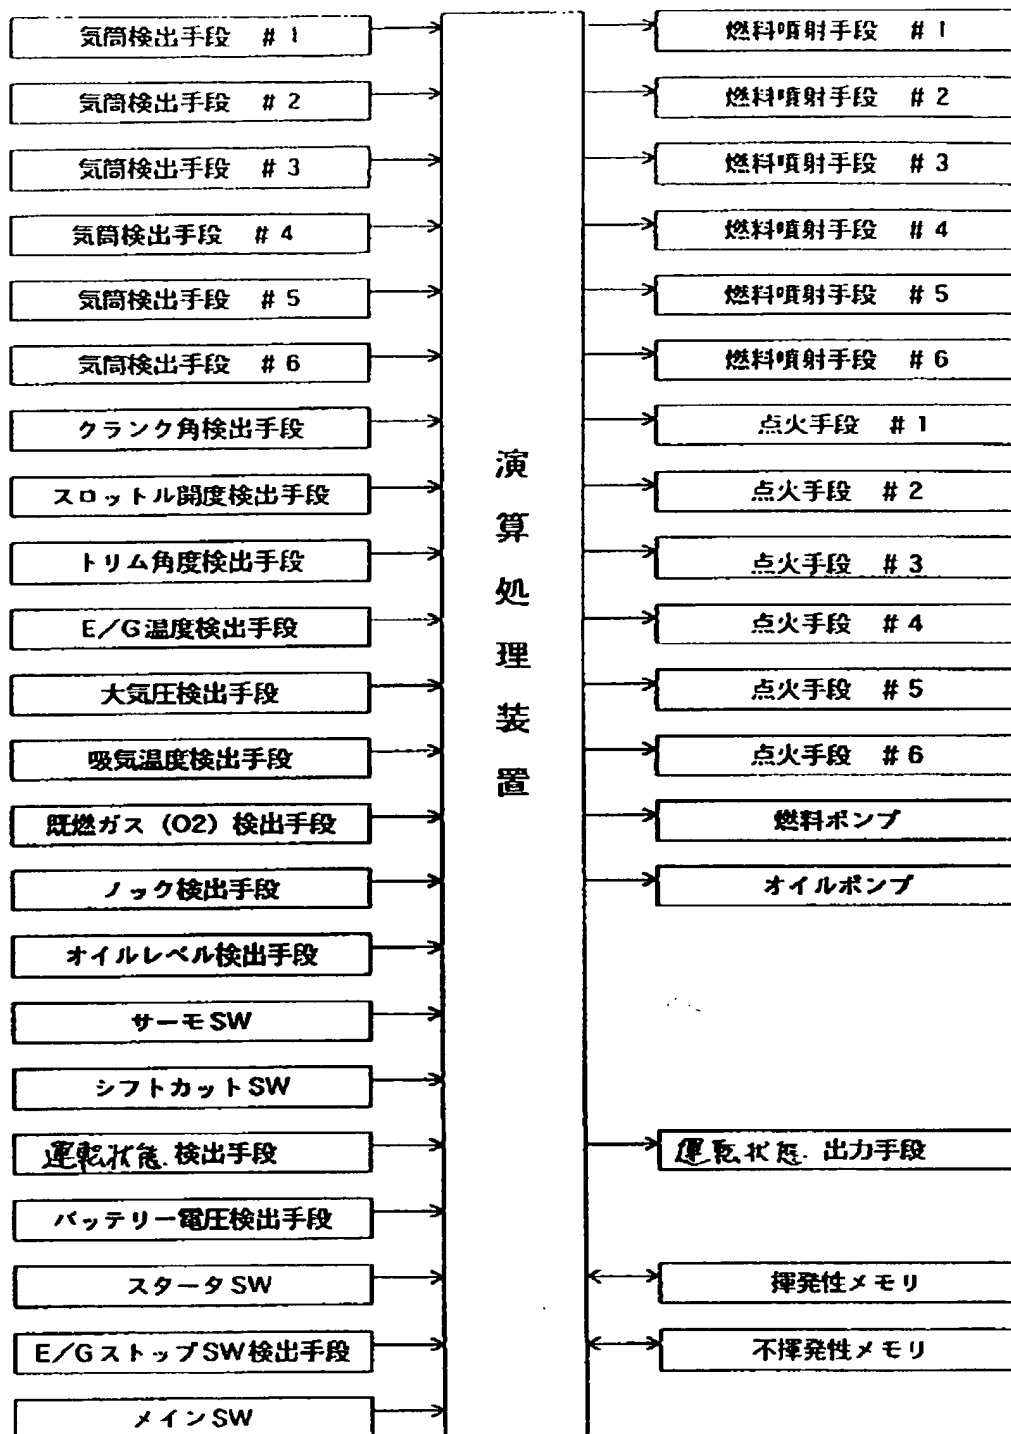 気筒検出手段 #1
気筒検出手段 #2
気筒検出手段 #3
気筒検出手段 #4
気筒検出手段 #5
気筒検出手段 #6
クランク角検出手段
スロットル開度検出手段
トリム角度検出手段
E/G温度検出手段
大気圧検出手段
吸気温度検出手段
既燃ガス(O2)検出手段
ノック検出手段
オイルレベル検出手段
サーモSW
シフトカットSW
運転状態検出手段
バッテリー電圧検出手段
スタータSW
E/GストップSW検出手段
メインSW
演算処理装置
燃料噴射手段 #1
燃料噴射手段 #2
燃料噴射手段 #3
燃料噴射手段 #4
燃料噴射手段 #5
燃料噴射手段 #6
点火手段 #1
点火手段 #2
点火手段 #3
点火手段 #4
点火手段 #5
点火手段 #6
燃料ポンプ
オイルポンプ
運転状態出力手段
揮発性メモリ
不揮発性メモリ